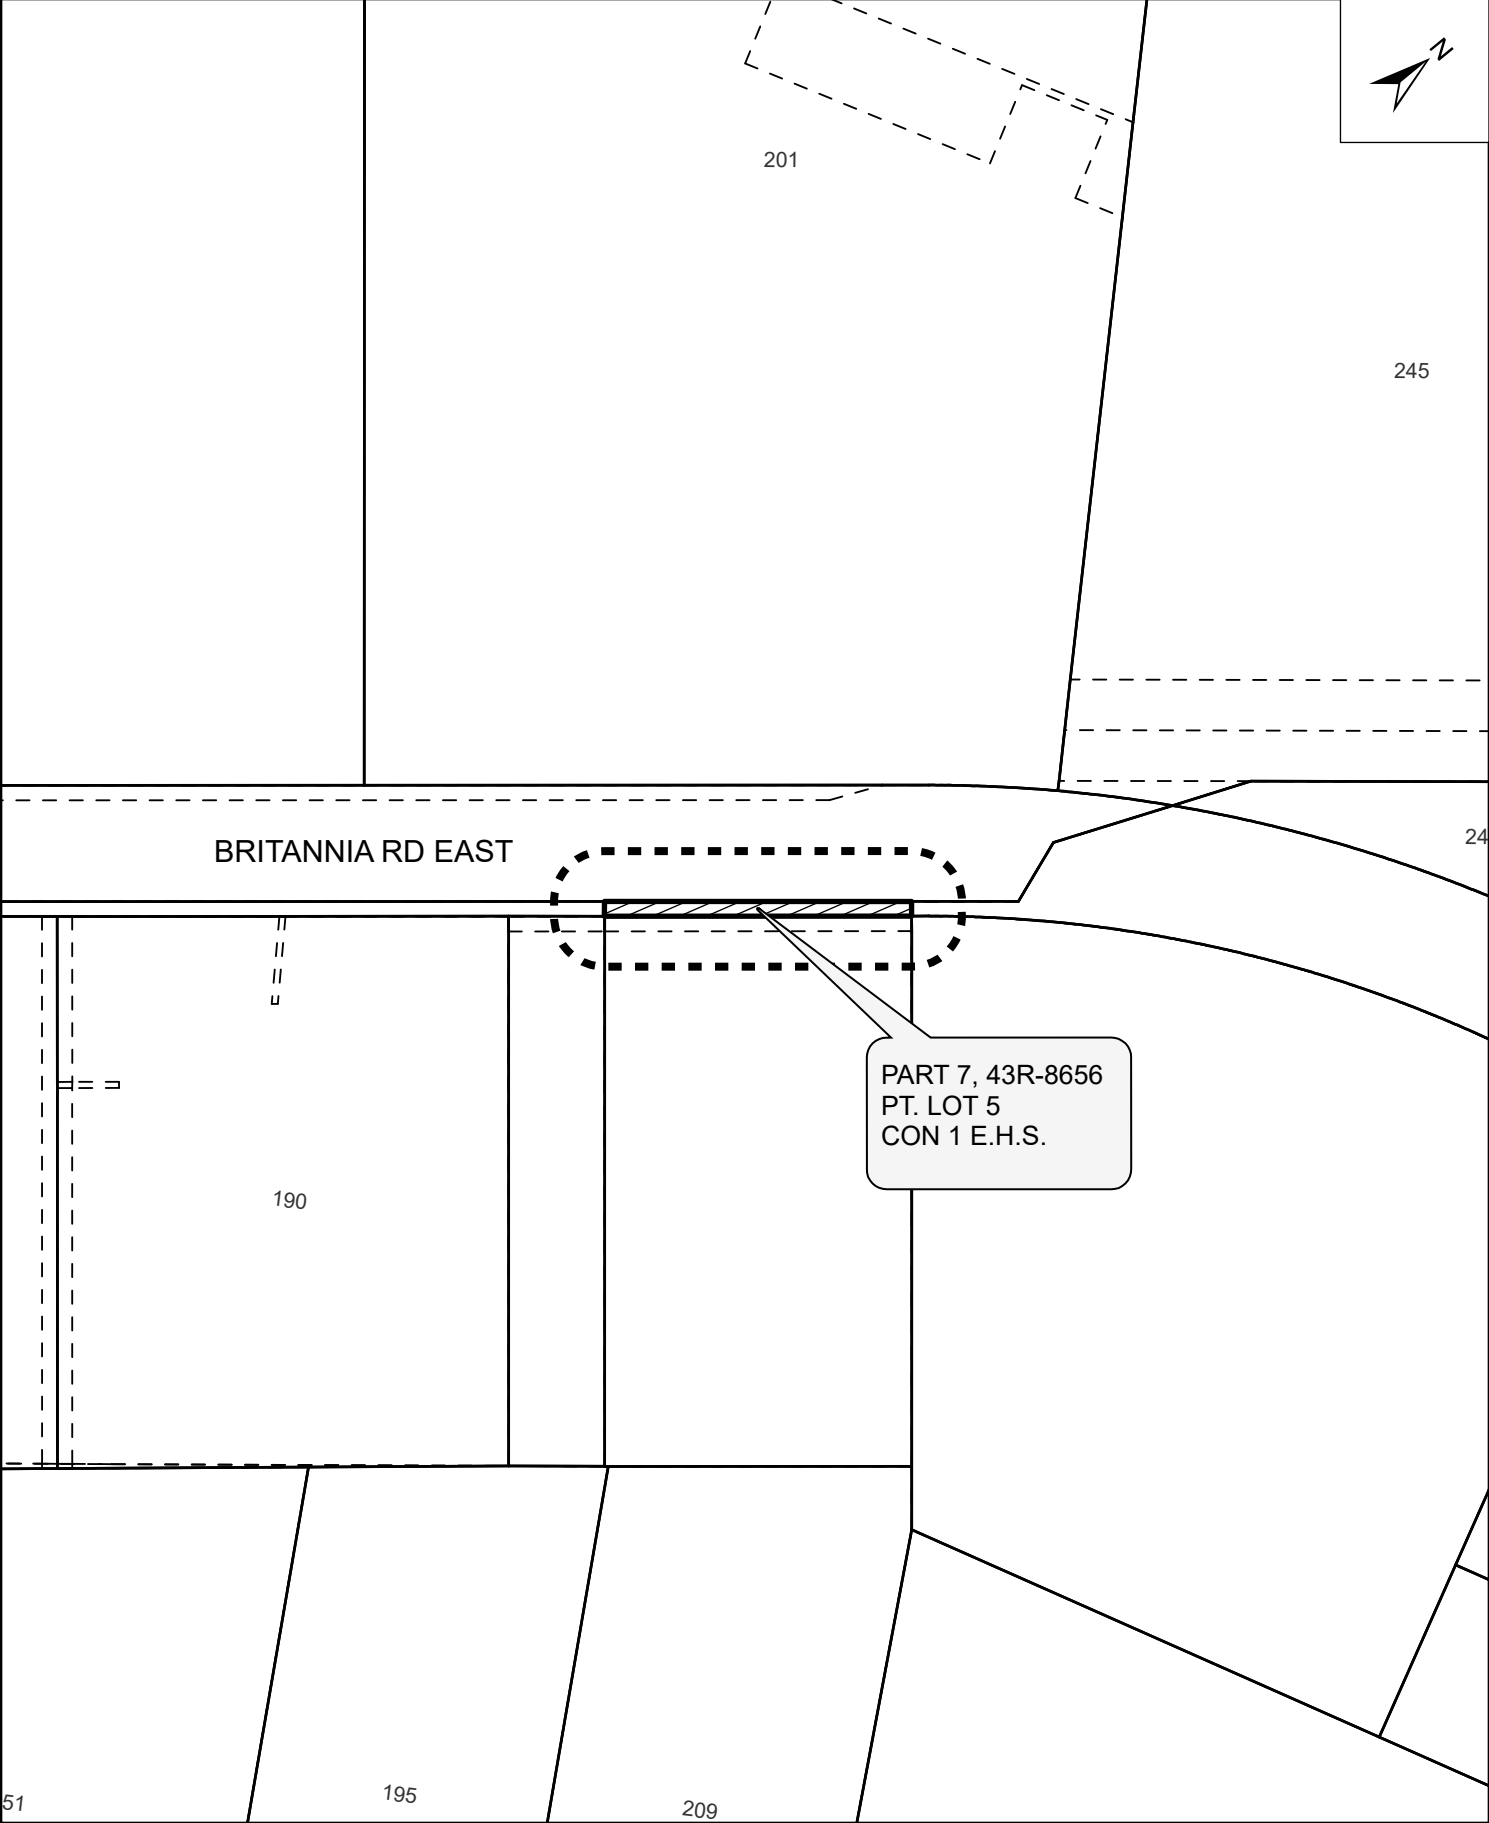 N
201
245
24
BRITANNIA RD EAST
PART 7, 43R-8656
PT. LOT 5
CON 1 E.H.S.
190
51
195
209